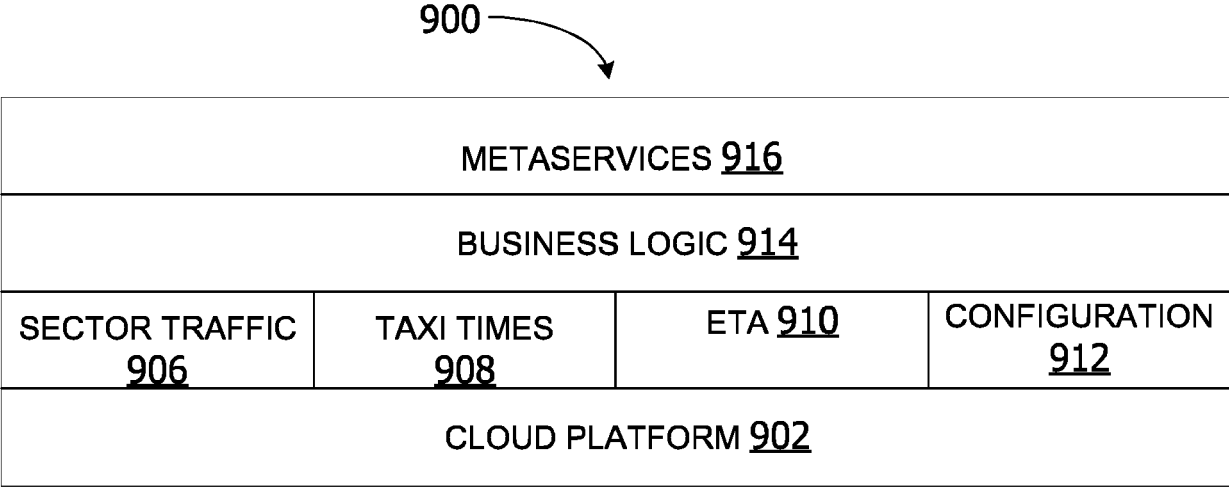 900
METASERVICES 916
BUSINESS LOGIC 914
SECTOR TRAFFIC
906
TAXI TIMES
908
ETA 910
CONFIGURATION
912
CLOUD PLATFORM 902